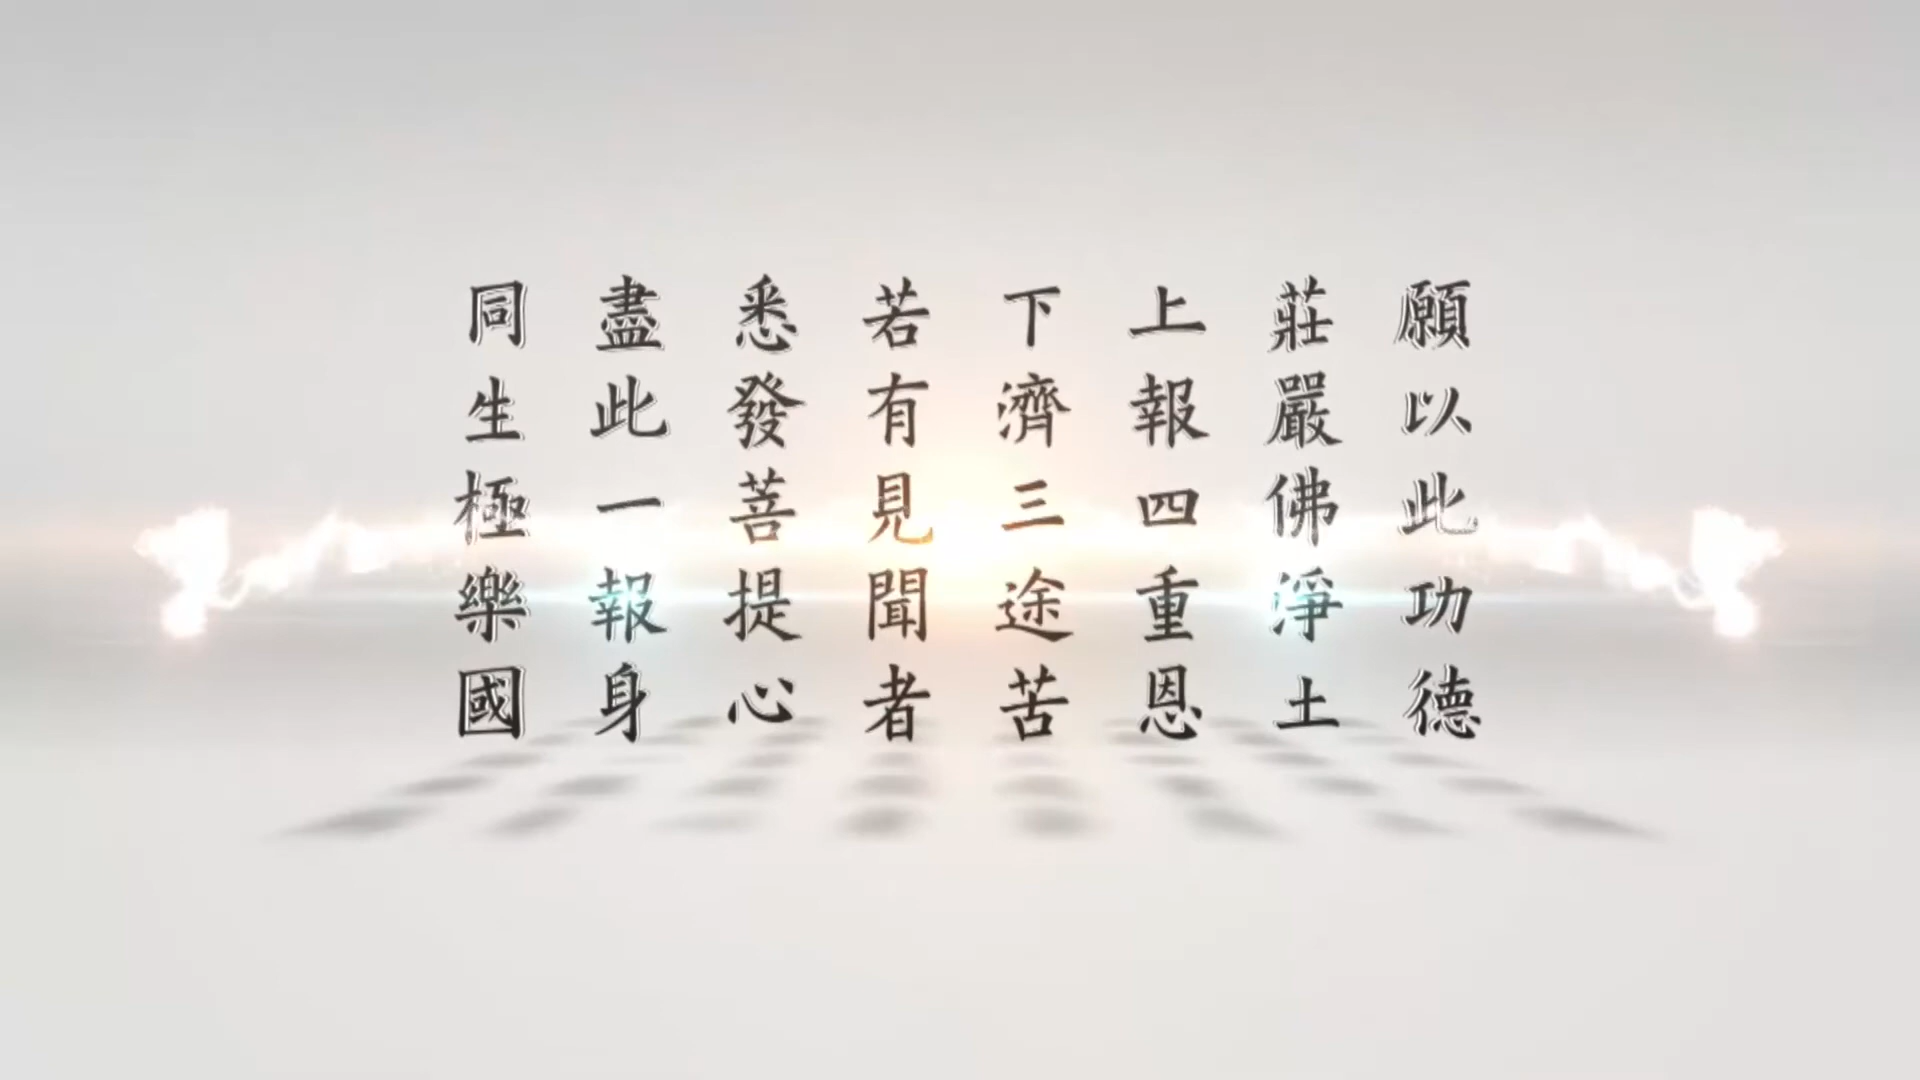 願以此功德
莊嚴佛淨土
上報四重恩
下濟三途苦
若有見聞者
悉發菩提心
盡此一報身
同生極樂國